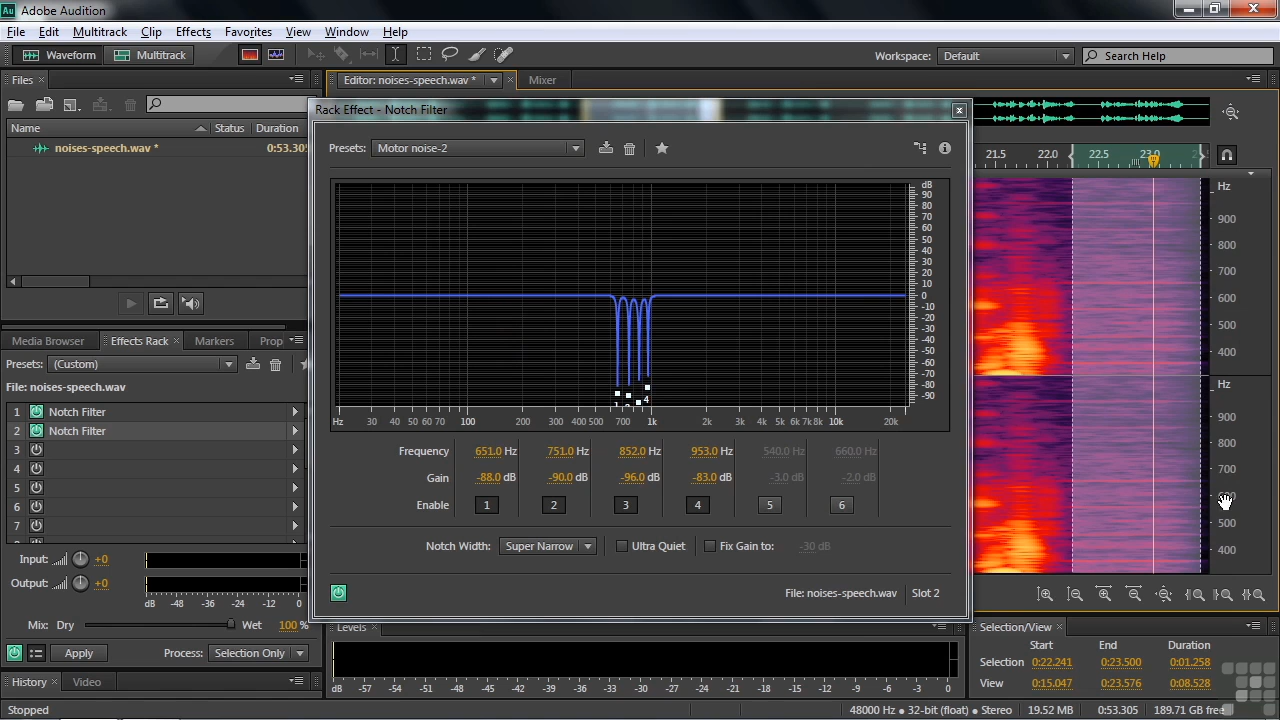 Au Adobe Audition
File Edit Multitrack Clip Effects Favorites View Window Help
Waveform Multitrack Workspace: Default Search Help
Files Editor: noises-speech.wav * Mixer
Name Status Duration
noises-speech.wav * 0:53.305
Rack Effect - Notch Filter
Presets: Motor noise-2
21.5 22.0 22.5 23.0
dB
90
80
70
60
50
40
30
20
10
0
-10
-20
-30
-40
-50
-60
-70
-80
-90
1 4
Hz 30 40 50 60 70 100 200 300 400 500 700 1k 2k 3k 4k 5k 6k 7k 8k 10k 20k
Frequency 651.0 Hz 751.0 Hz 852.0 Hz 953.0 Hz 540.0 Hz 660.0 Hz
Gain -88.0 dB -90.0 dB -96.0 dB -83.0 dB -3.0 dB -2.0 dB
Enable 1 2 3 4 5 6
Notch Width: Super Narrow Ultra Quiet Fix Gain to: -30 dB
File: noises-speech.wav Slot 2
Hz
900
800
700
600
500
400
Hz
900
800
700
500
400
Media Browser Effects Rack Markers Prop
Presets: (Custom)
File: noises-speech.wav
1 Notch Filter
2 Notch Filter
3
4
5
6
7
Input: +0
Output: +0
dB -48 -36 -24 -12 0
Mix: Dry Wet 100 %
Apply Process: Selection Only
History Video
Levels
dB -57 -54 -51 -48 -45 -42 -39 -36 -33 -30 -27 -24 -21 -18 -15 -12 -9 -6 -3 0
Selection/View
Start End Duration
Selection 0:22.241 0:23.500 0:01.258
View 0:15.047 0:23.576 0:08.528
Stopped 48000 Hz ● 32-bit (float) ● Stereo 19.52 MB 0:53.305 189.71 GB free